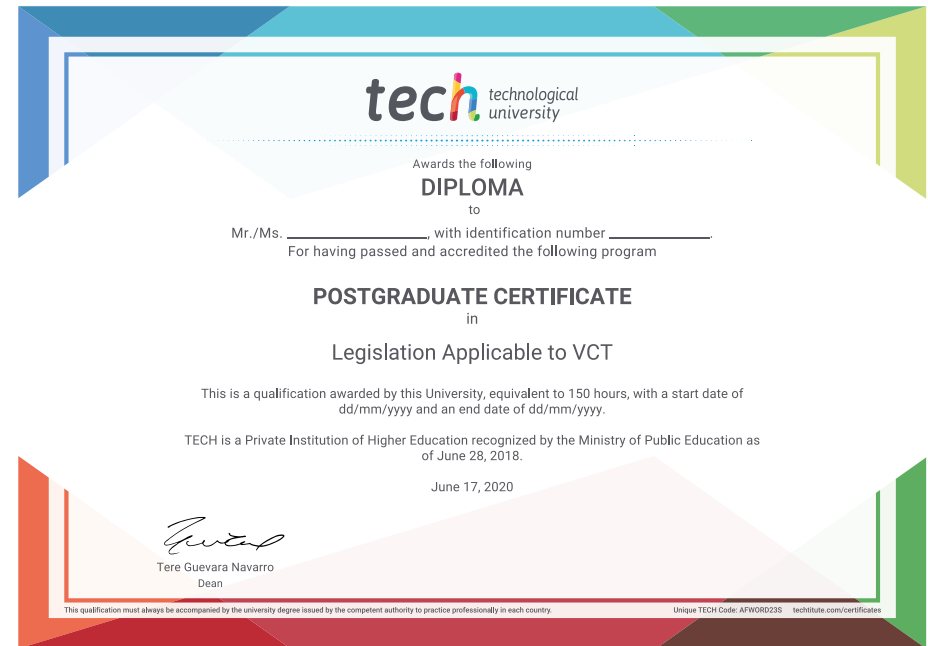 tech technological
university
Awards the following
DIPLOMA
to
Mr./Ms. ____________, with identification number ____________.
For having passed and accredited the following program
POSTGRADUATE CERTIFICATE
in
Legislation Applicable to VCT
This is a qualification awarded by this University, equivalent to 150 hours, with a start date of
dd/mm/yyyy and an end date of dd/mm/yyyy.
TECH is a Private Institution of Higher Education recognized by the Ministry of Public Education as
of June 28, 2018.
June 17, 2020
Tere Guevara Navarro
Dean
This qualification must always be accompanied by the university degree issued by the competent authority to practice professionally in each country. Unique TECH Code: AFWORD23S techtitute.com/certificates